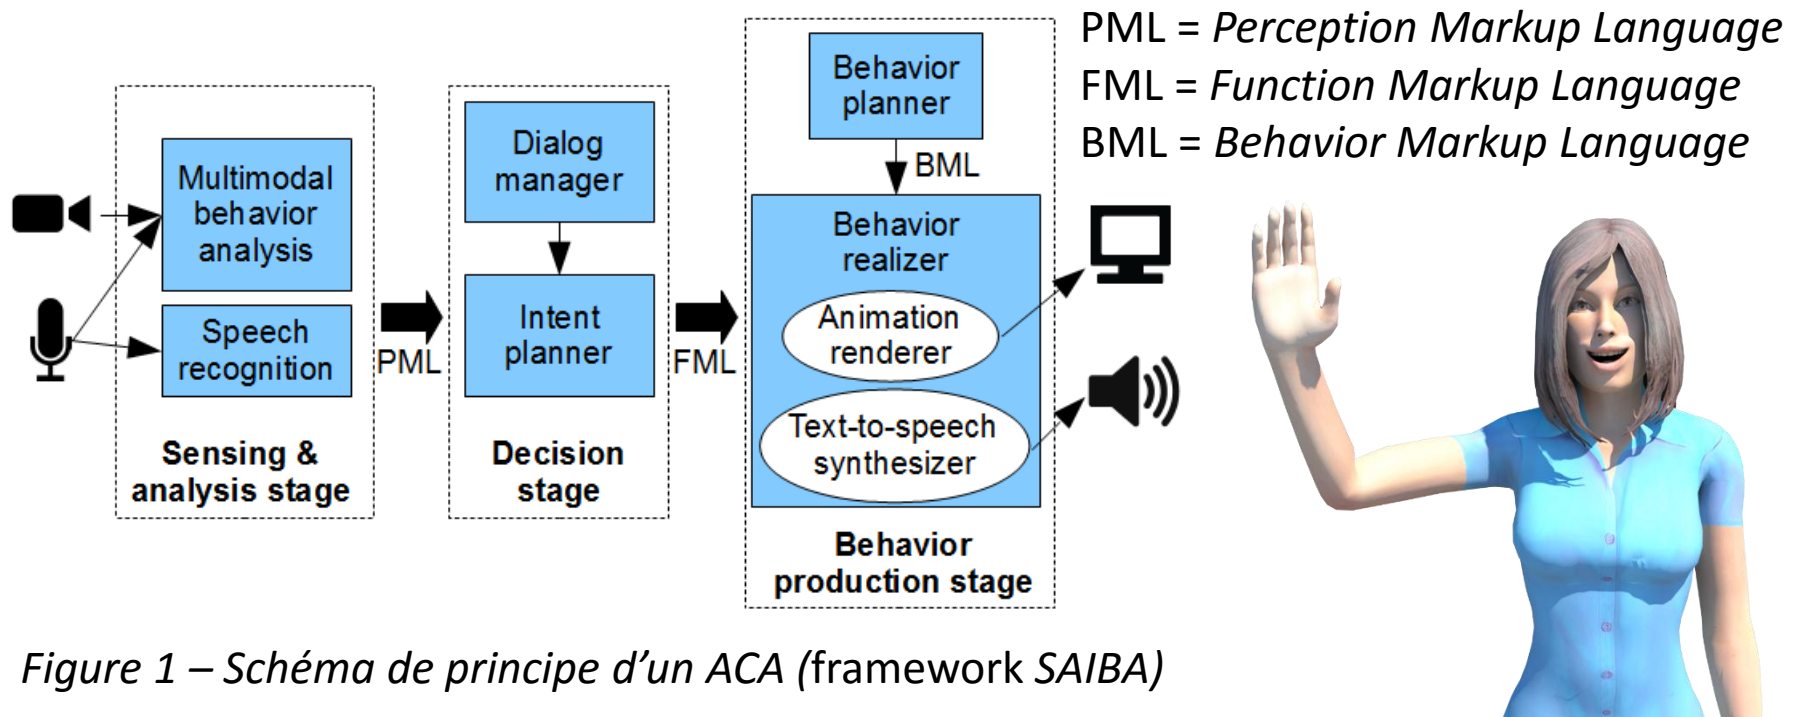 PML = Perception Markup Language
FML = Function Markup Language
BML = Behavior Markup Language
Multimodal
behavior
analysis
Speech
recognition
Sensing &
analysis stage
PML
Dialog
manager
Intent
planner
Decision
stage
FML
Behavior
planner
BML
Behavior
realizer
Animation
renderer
Text-to-speech
synthesizer
Behavior
production stage
Figure 1 – Schéma de principe d’un ACA (framework SAIBA)